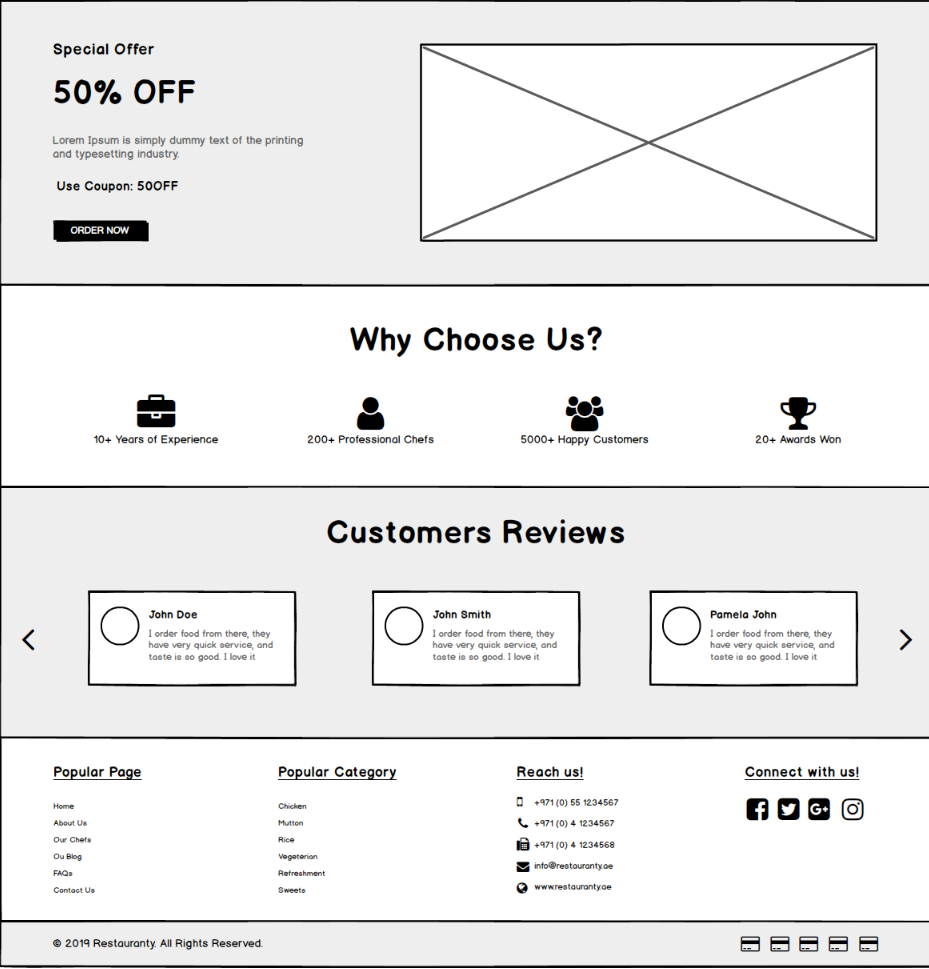 Special Offer
50% OFF
Lorem Ipsum is simply dummy text of the printing
and typesetting industry.
Use Coupon: 50OFF
ORDER NOW
Why Choose Us?
10+ Years of Experience
200+ Professional Chefs
5000+ Happy Customers
20+ Awards Won
Customers Reviews
John Doe
I order food from there, they
have very quick service, and
taste is so good. I love it
John Smith
I order food from there, they
have very quick service, and
taste is so good. I love it
Pamela John
I order food from there, they
have very quick service, and
taste is so good. I love it
Popular Page
Home
About Us
Our Chefs
Ou Blog
FAQs
Contact Us
Popular Category
Chicken
Mutton
Rice
Vegeterian
Refreshment
Sweets
Reach us!
+971 (0) 55 1234567
+971 (0) 4 1234567
+971 (0) 4 1234568
info@restauranty.ae
www.restauranty.ae
Connect with us!
© 2019 Restauranty. All Rights Reserved.